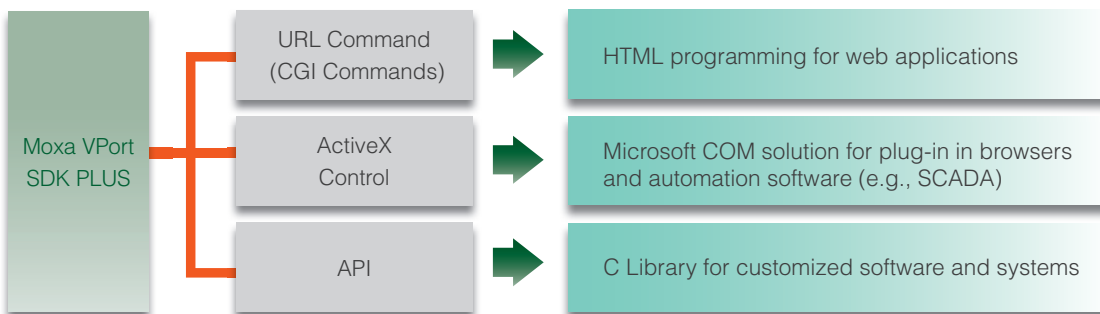 Moxa VPort
SDK PLUS
URL Command
(CGI Commands)
HTML programming for web applications
ActiveX
Control
Microsoft COM solution for plug-in in browsers
and automation software (e.g., SCADA)
API
C Library for customized software and systems